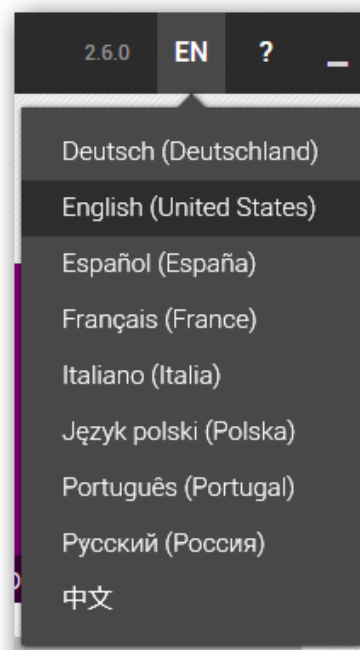 2.6.0 EN ?
Deutsch (Deutschland)
English (United States)
Español (España)
Français (France)
Italiano (Italia)
Język polski (Polska)
Português (Portugal)
Русский (Россия)
中文